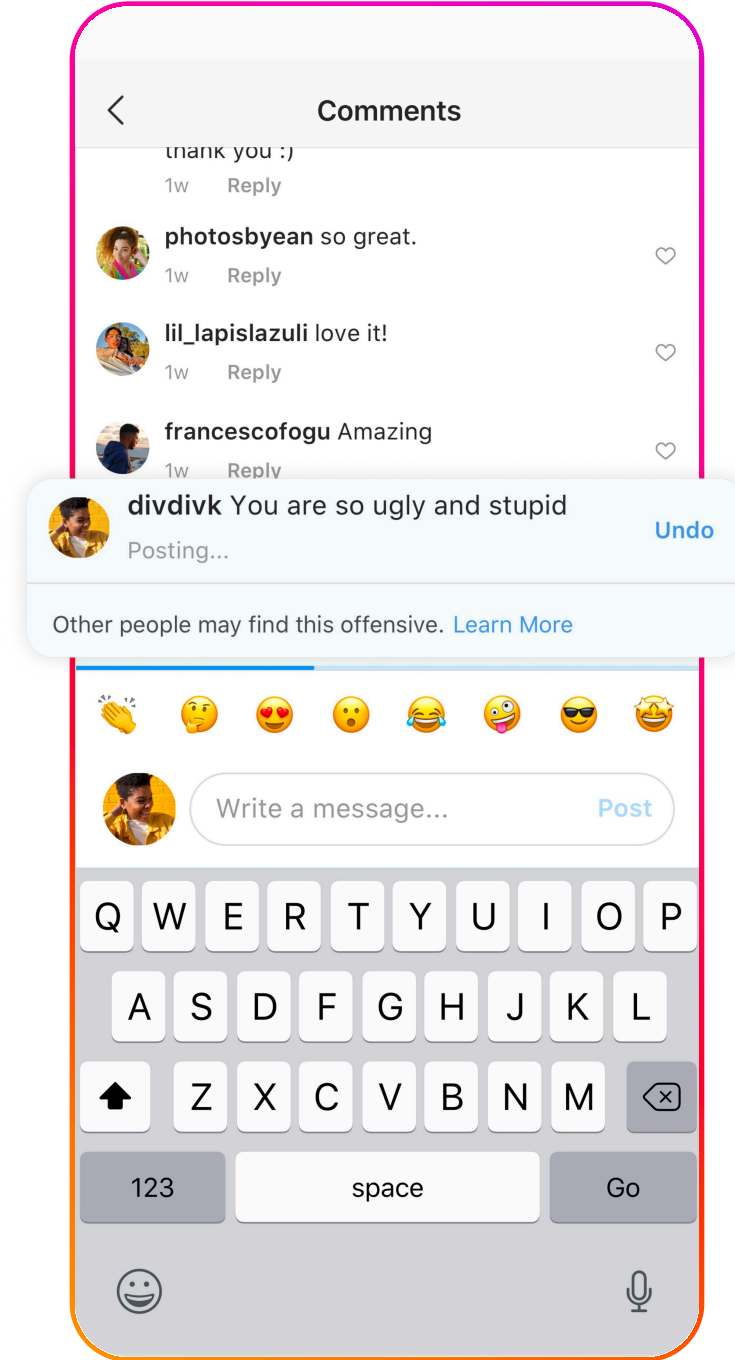 Comments
thank you :)
1w Reply
photosbyean so great.
1w Reply
lil_lapislazuli love it!
1w Reply
francescofogu Amazing
1w Reply
divdivk You are so ugly and stupid
Undo
Posting...
Other people may find this offensive. Learn More
Write a message... Post
Q W E R T Y U I O P
A S D F G H J K L
Z X C V B N M
123 space Go